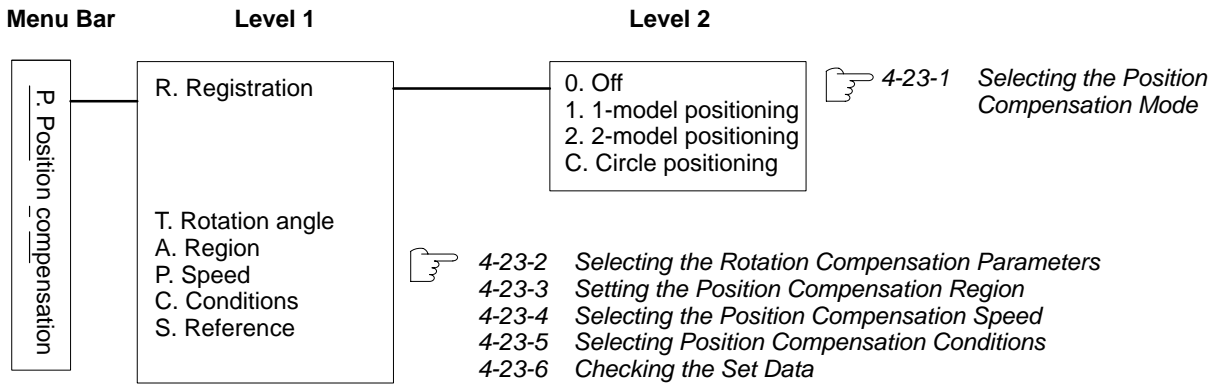 Menu Bar Level 1 Level 2
P. Position compensation
R. Registration
0. Off
1. 1-model positioning
2. 2-model positioning
C. Circle positioning
4-23-1 Selecting the Position
Compensation Mode
T. Rotation angle
A. Region
P. Speed
C. Conditions
S. Reference
4-23-2 Selecting the Rotation Compensation Parameters
4-23-3 Setting the Position Compensation Region
4-23-4 Selecting the Position Compensation Speed
4-23-5 Selecting Position Compensation Conditions
4-23-6 Checking the Set Data